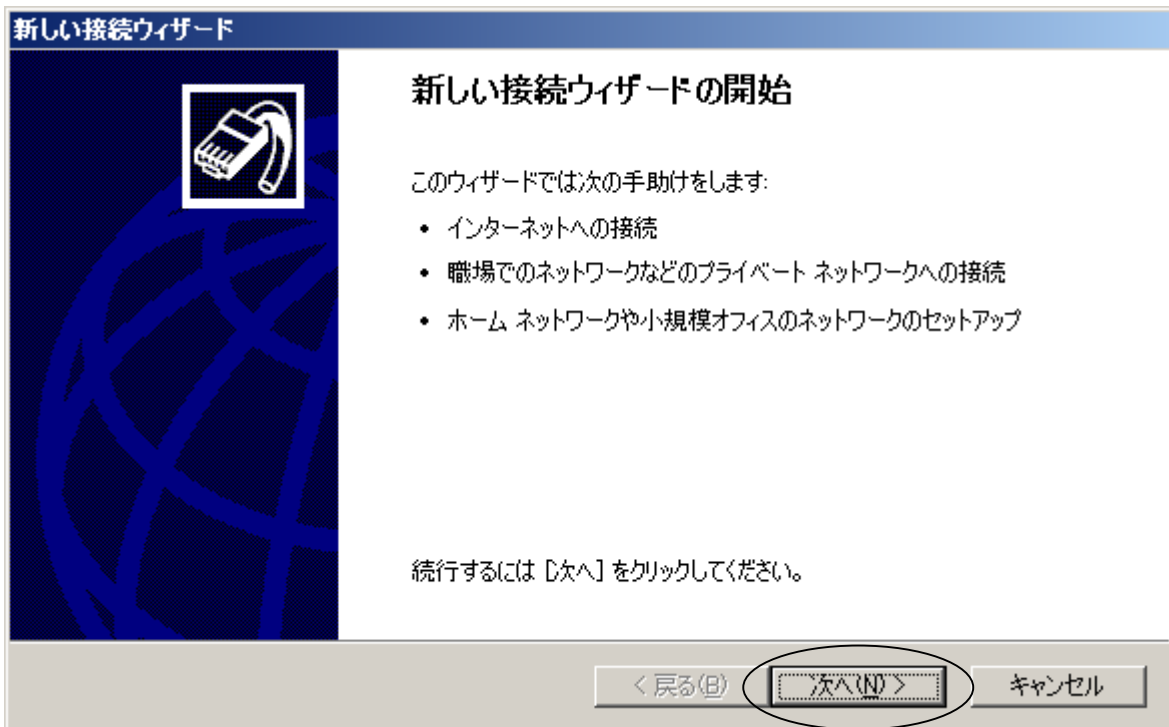 新しい接続ウィザード
新しい接続ウィザードの開始
このウィザードでは次の手助けをします:
• インターネットへの接続
• 職場でのネットワークなどのプライベート ネットワークへの接続
• ホーム ネットワークや小規模オフィスのネットワークのセットアップ
続行するには [次へ] をクリックしてください。
< 戻る(B)
次へ(N) >
キャンセル